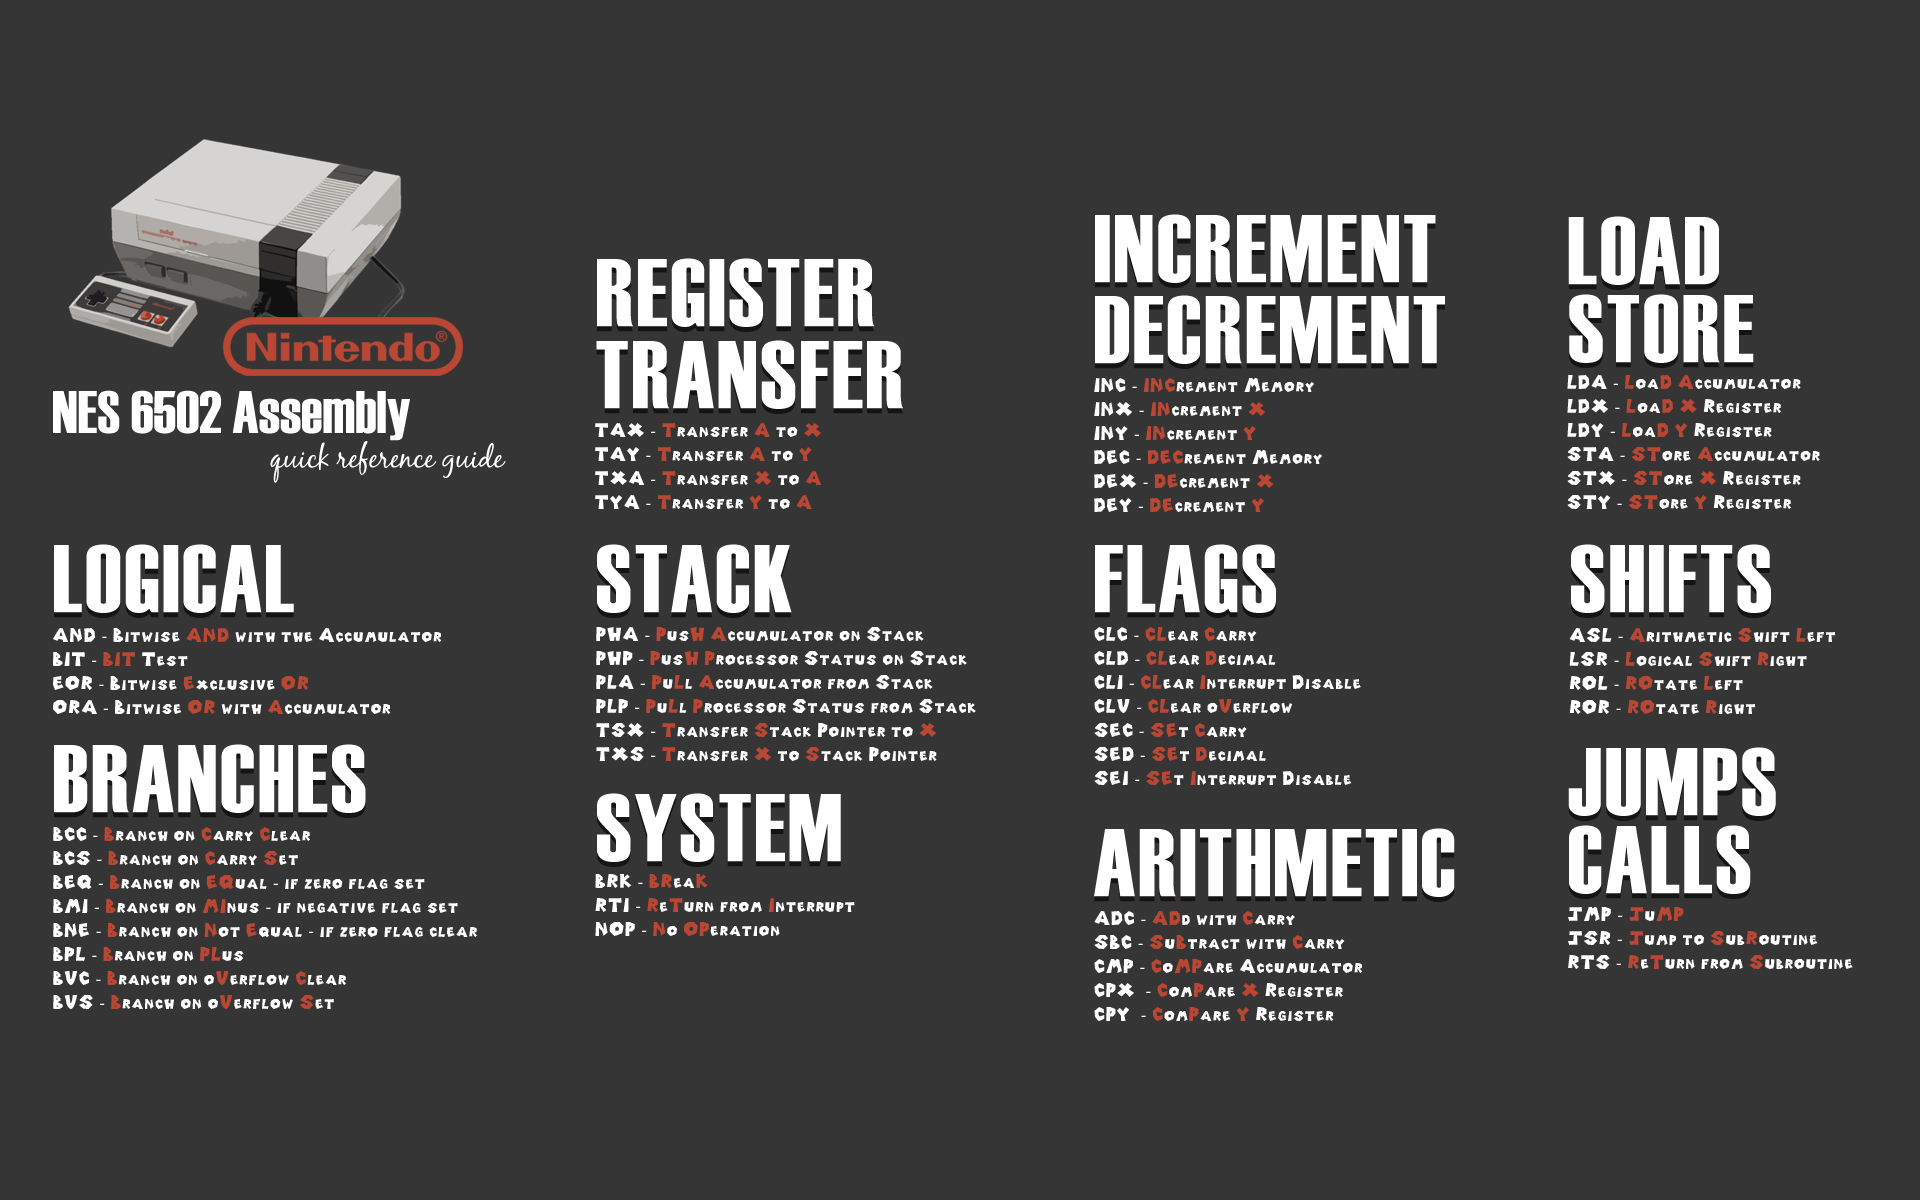 Nintendo®
NES 6502 Assembly
quick reference guide
LOGICAL
AND - Bitwise AND with the Accumulator
BIT - BIT Test
EOR - Bitwise Exclusive OR
ORA - Bitwise OR with Accumulator
BRANCHES
BCC - Branch on Carry Clear
BCS - Branch on Carry Set
BEQ - Branch on EQual - if zero flag set
BMI - Branch on MInus - if negative flag set
BNE - Branch on Not Equal - if zero flag clear
BPL - Branch on PLus
BVC - Branch on oVerflow Clear
BVS - Branch on oVerflow Set
REGISTER
TRANSFER
TAX - Transfer A to X
TAY - Transfer A to Y
TXA - Transfer X to A
TYA - Transfer Y to A
STACK
PHA - PusH Accumulator on Stack
PHP - PusH Processor Status on Stack
PLA - PuLl Accumulator from Stack
PLP - PuLl Processor Status from Stack
TSX - Transfer Stack Pointer to X
TXS - Transfer X to Stack Pointer
SYSTEM
BRK - BReaK
RTI - ReTurn from Interrupt
NOP - No OPeration
INCREMENT
DECREMENT
INC - INCrement Memory
INX - INcrement X
INY - INcrement Y
DEC - DECrement Memory
DEX - DEcrement X
DEY - DEcrement Y
FLAGS
CLC - CLear Carry
CLD - CLear Decimal
CLI - CLear Interrupt Disable
CLV - CLear oVerflow
SEC - SEt Carry
SED - SEt Decimal
SEI - SEt Interrupt Disable
ARITHMETIC
ADC - ADd with Carry
SBC - SuBtract with Carry
CMP - CoMPare Accumulator
CPX - ComPare X Register
CPY - ComPare Y Register
LOAD
STORE
LDA - LoaD Accumulator
LDX - LoaD X Register
LDY - LoaD Y Register
STA - STore Accumulator
STX - STore X Register
STY - STore Y Register
SHIFTS
ASL - Arithmetic Shift Left
LSR - Logical Shift Right
ROL - ROtate Left
ROR - ROtate Right
JUMPS
CALLS
JMP - JuMP
JSR - Jump to SubRoutine
RTS - ReTurn from Subroutine